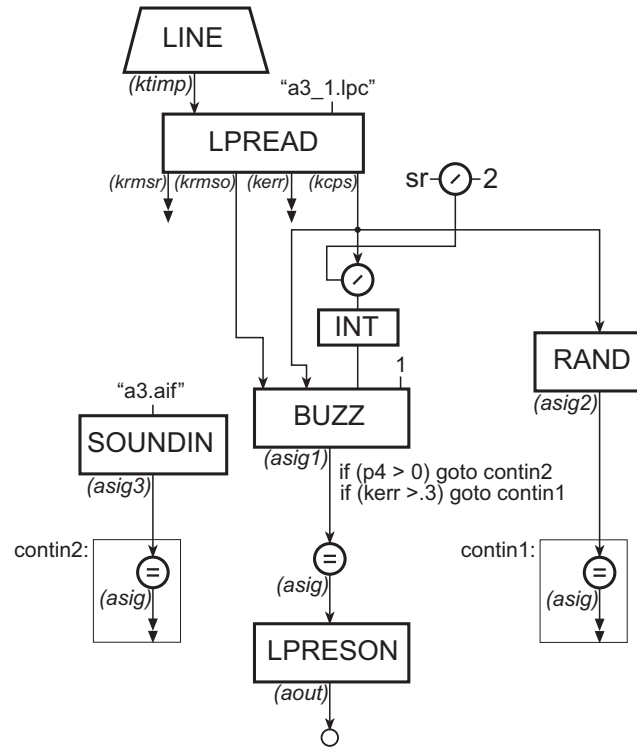 LINE
(ktimp)
“a3_1.lpc”
LPREAD
(krmsr) (krmso) (kerr) (kcps)
sr 2
INT
RAND
1
“a3.aif”
BUZZ
(asig2)
SOUNDIN
(asig1)
(asig3)
if (p4 > 0) goto contin2
if (kerr >.3) goto contin1
contin2:
contin1:
= = =
(asig) (asig) (asig)
LPRESON
(aout)